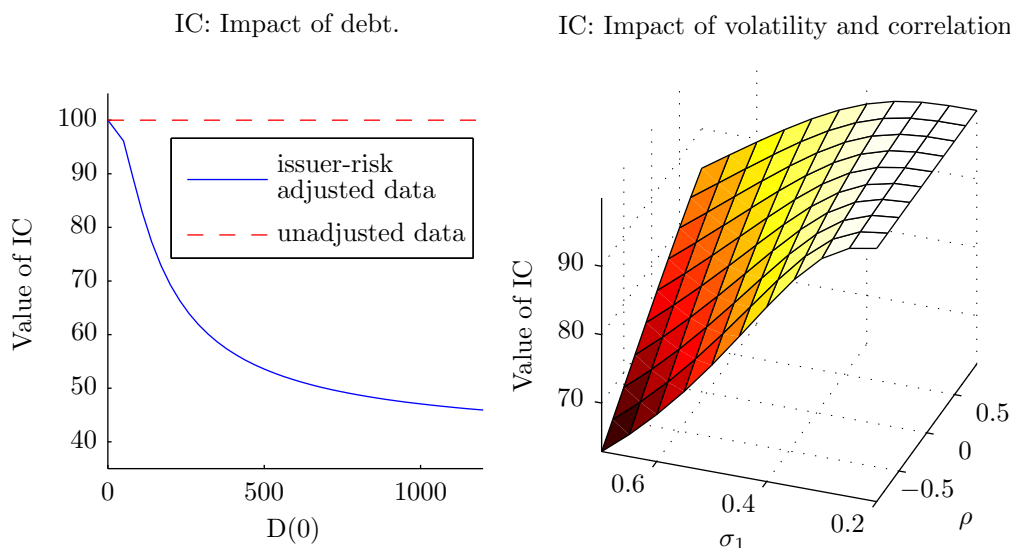 IC: Impact of debt.
100
90
80
70
60
50
40
0
500
1000
Value of IC
D(0)
issuer-risk
adjusted data
unadjusted data
IC: Impact of volatility and correlation
90
80
70
Value of IC
0.6
0.4
0.2
σ1
0.5
0
−0.5
ρ